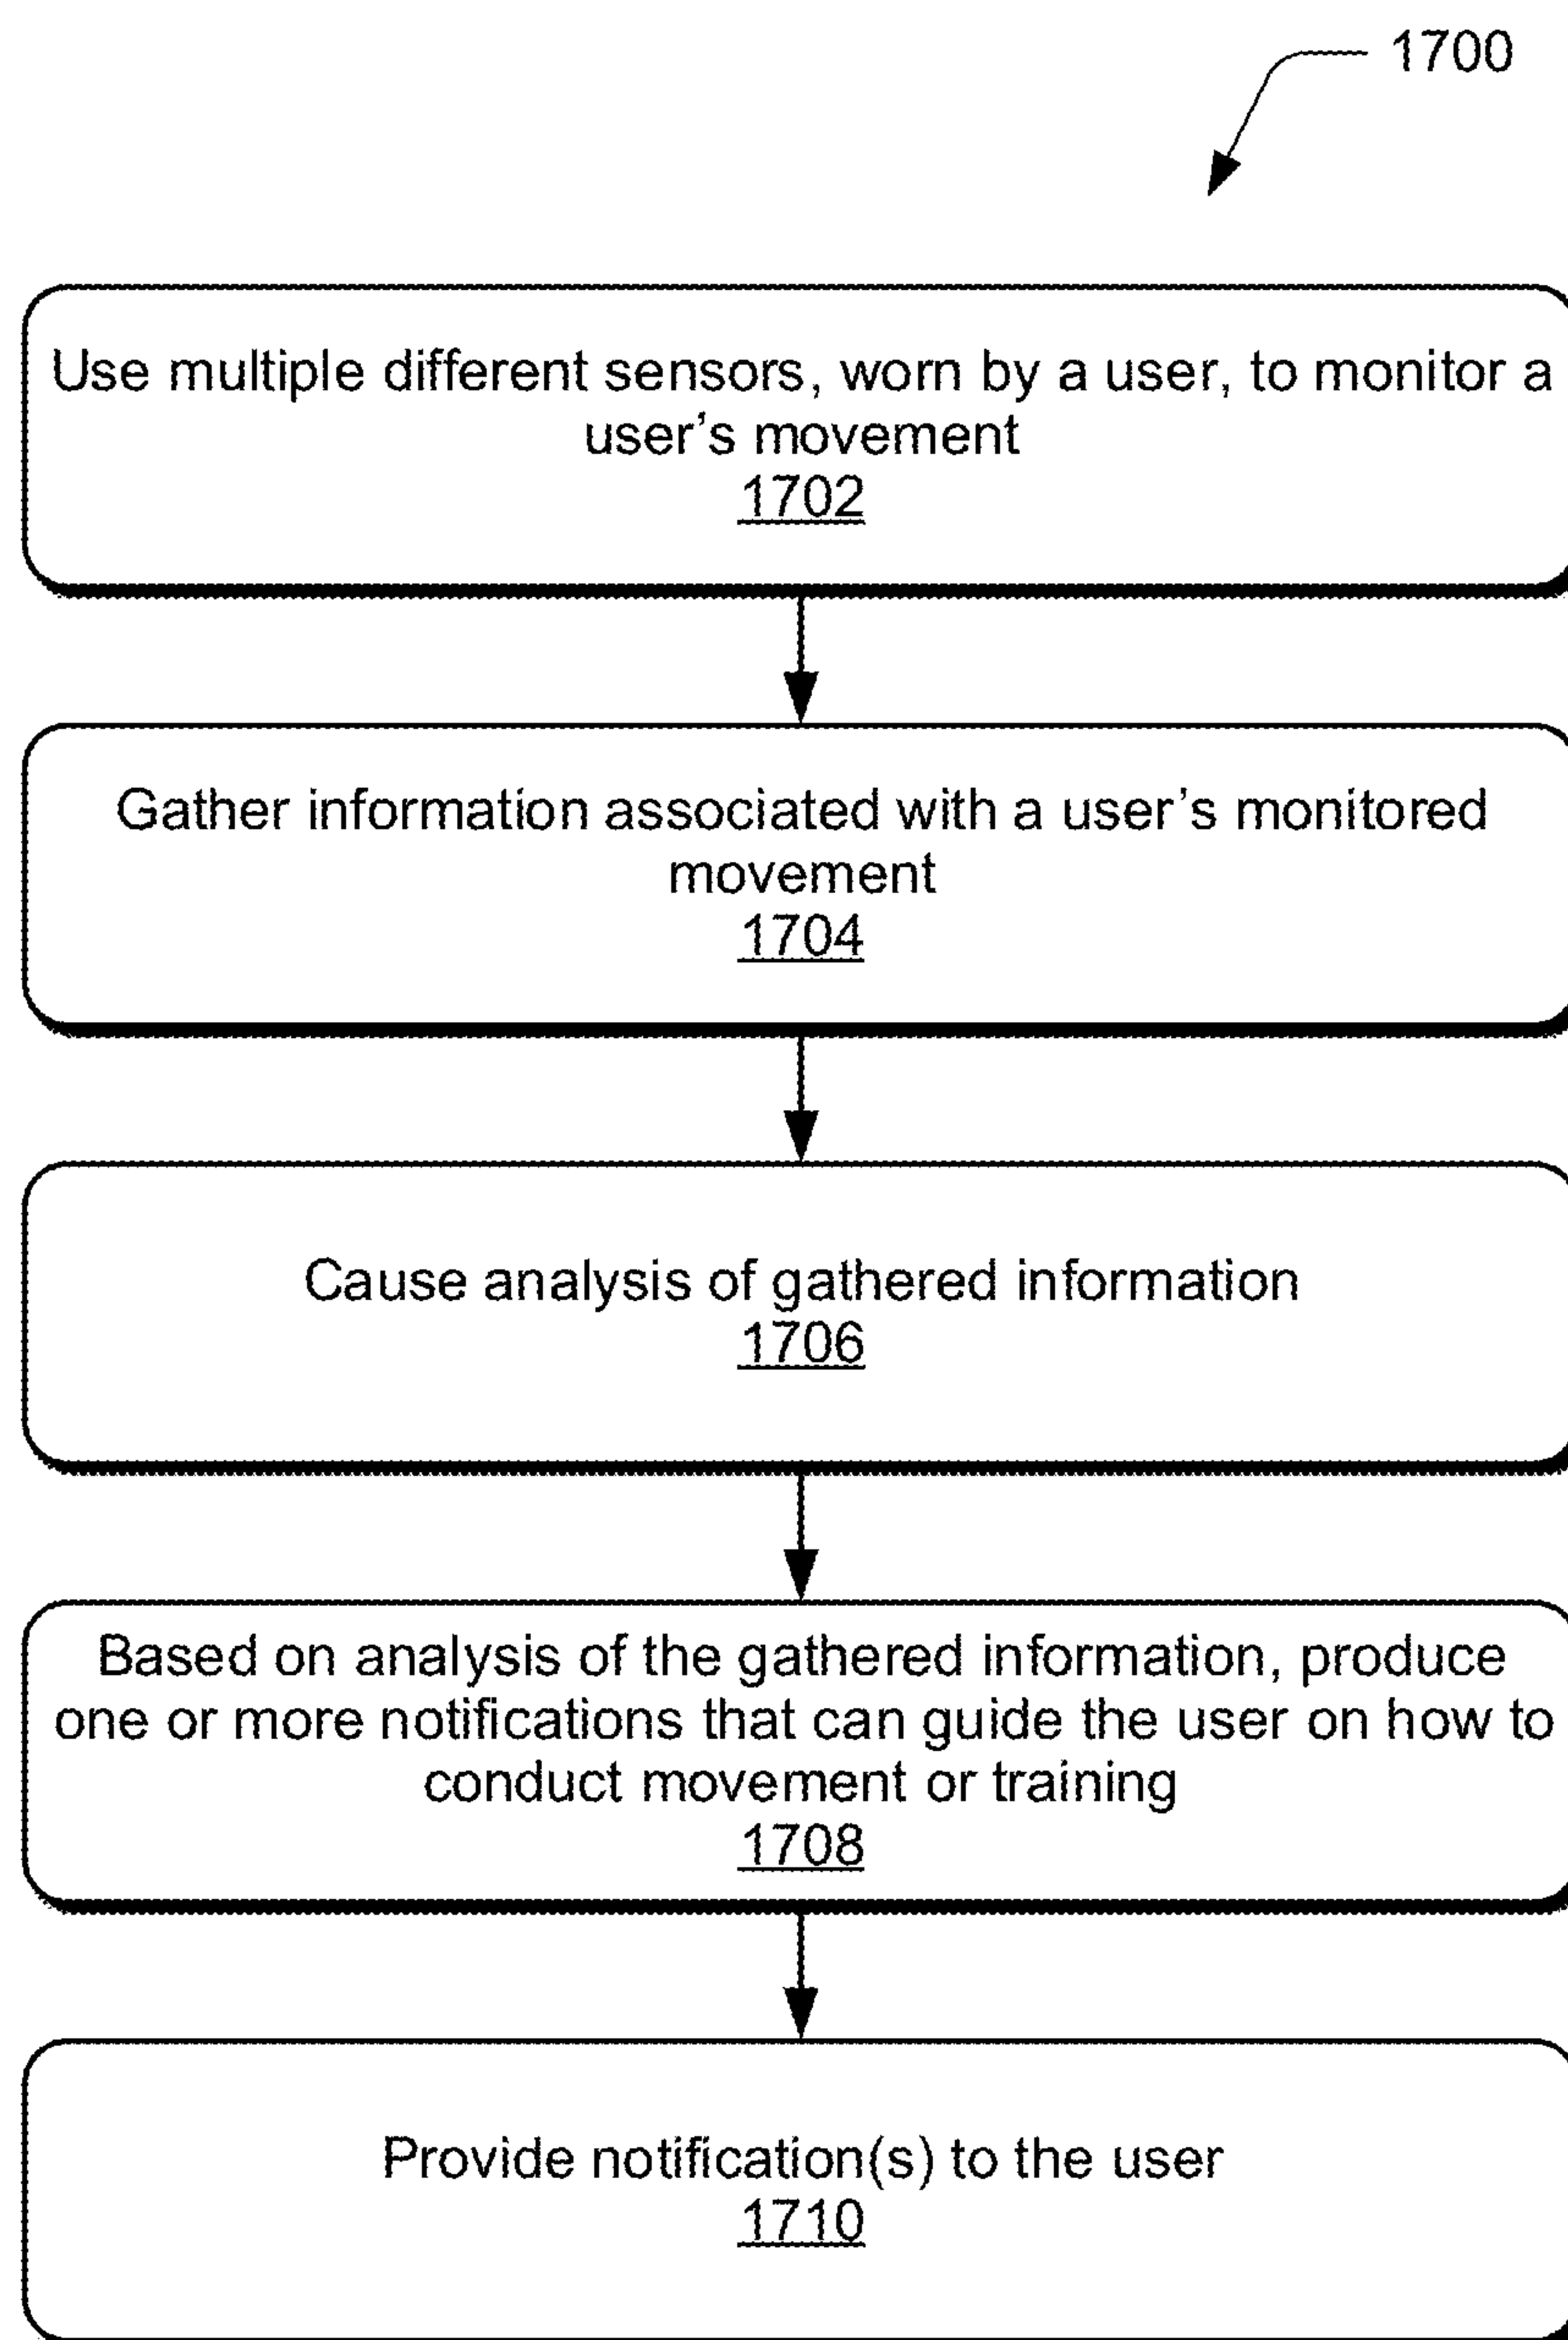 1700
Use multiple different sensors, worn by a user, to monitor a
user’s movement
1702
Gather information associated with a user’s monitored
movement
1704
Cause analysis of gathered information
1706
Based on analysis of the gathered information, produce
one or more notifications that can guide the user on how to
conduct movement or training
1708
Provide notification(s) to the user
1710